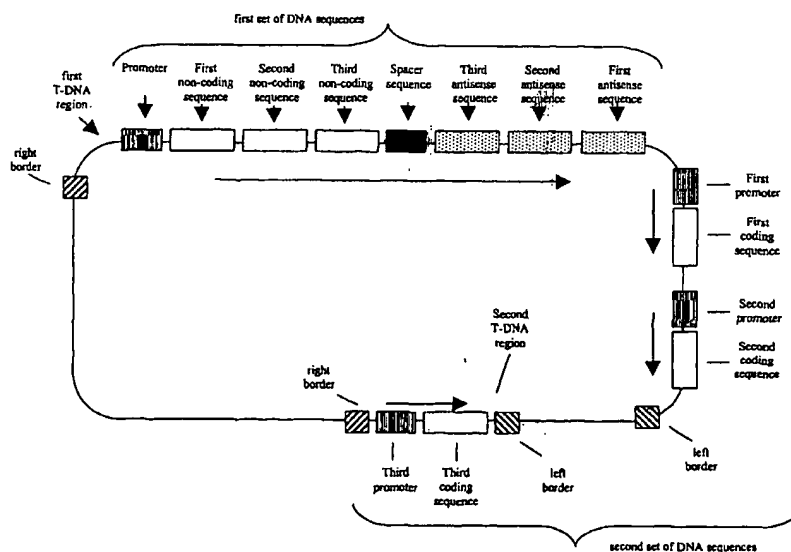 first set of DNA sequences
first
T-DNA
region
Promoter
First
non-coding
sequence
Second
non-coding
sequence
Third
non-coding
sequence
Spacer
sequence
Third
antisense
sequence
Second
antisense
sequence
First
antisense
sequence
right
border
First
promoter
First
coding
sequence
Second
promoter
Second
coding
sequence
Second
T-DNA
region
right
border
left
border
Third
promoter
Third
coding
sequence
left
border
second set of DNA sequences